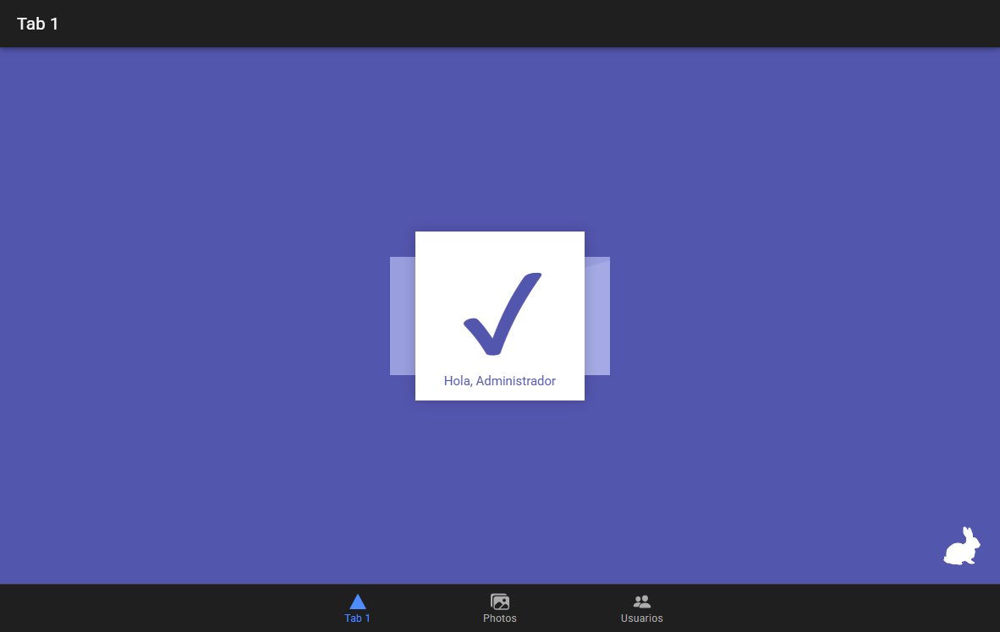 Tab 1
Hola, Administrador
Tab 1
Photos
Usuarios